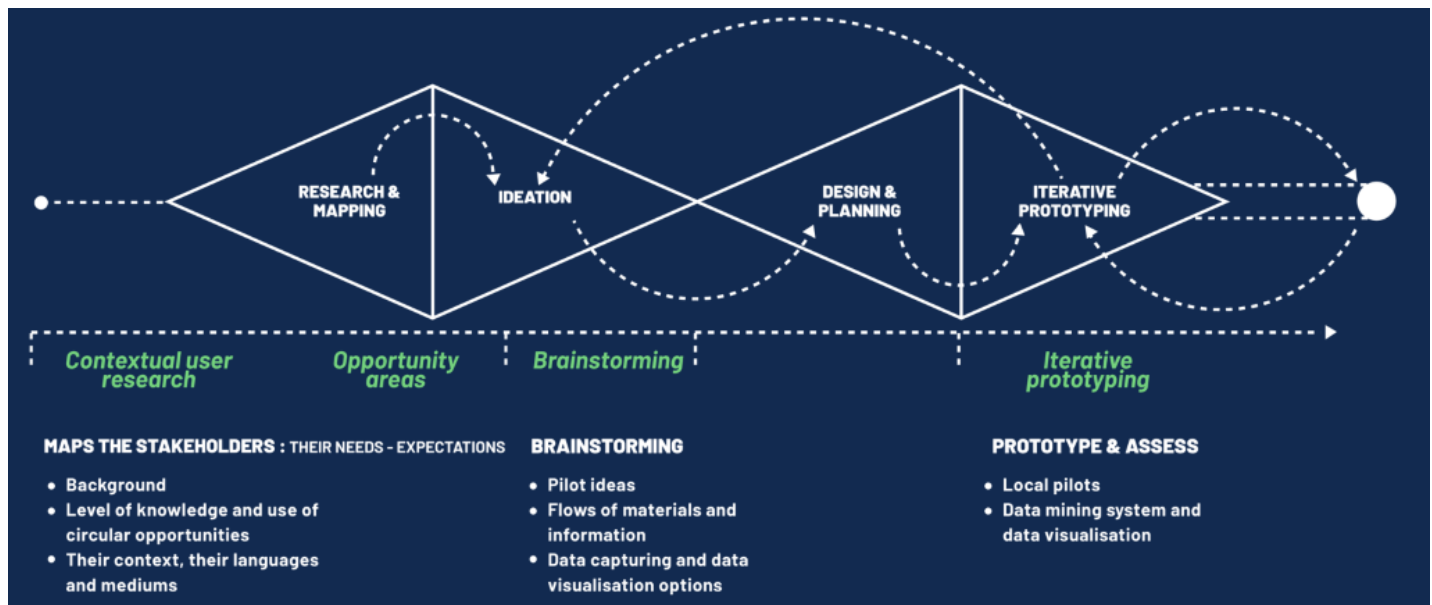 RESEARCH &
MAPPING
IDEATION
DESIGN &
PLANNING
ITERATIVE
PROTOTYPING
Contextual user
research
Opportunity
areas
Brainstorming
Iterative
prototyping
MAPS THE STAKEHOLDERS : THEIR NEEDS - EXPECTATIONS
• Background
• Level of knowledge and use of
circular opportunities
• Their context, their languages
and mediums
BRAINSTORMING
• Pilot ideas
• Flows of materials and
information
• Data capturing and data
visualisation options
PROTOTYPE & ASSESS
• Local pilots
• Data mining system and
data visualisation